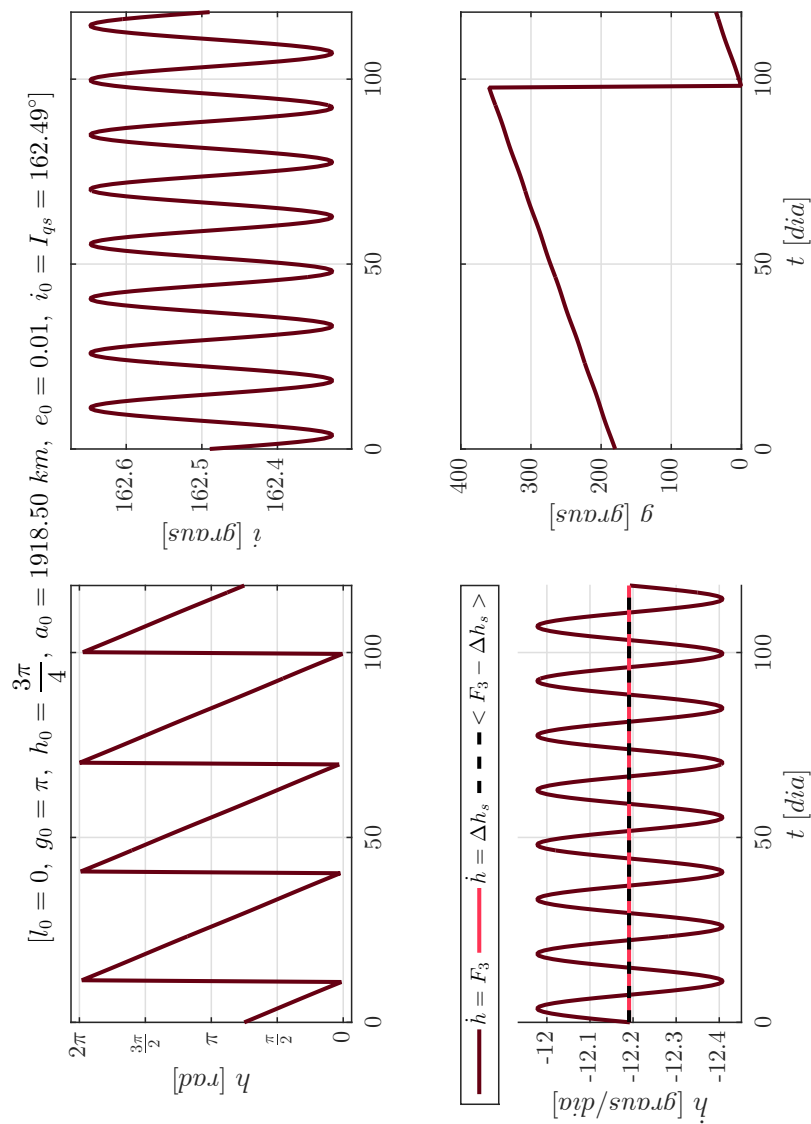 [l₀ = 0, g₀ = π, h₀ = 3π/4, a₀ = 1918.50 km, e₀ = 0.01, i₀ = I_qs = 162.49°]
2π
3π/2
π
π/2
0
h [rad]
0
50
100
162.6
162.5
162.4
i [graus]
0
50
100
ḣ = F₃
ḣ = Δh_s
< F₃ − Δh_s >
-12
-12.1
-12.2
-12.3
-12.4
ḣ [graus/dia]
0
50
100
t [dia]
400
300
200
100
0
g [graus]
0
50
100
t [dia]